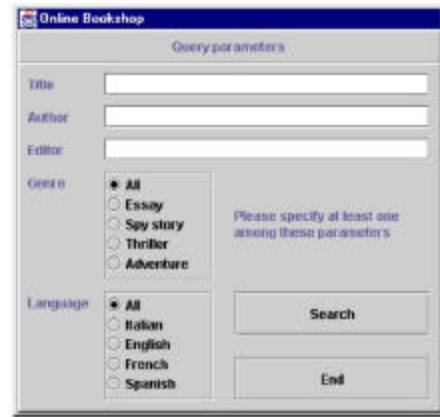 Online Bookshop
Query parameters
Title
Author
Editor
Genre
All
Essay
Spy story
Thriller
Adventure
Please specify at least one
among these parameters
Language
All
Italian
English
French
Spanish
Search
End